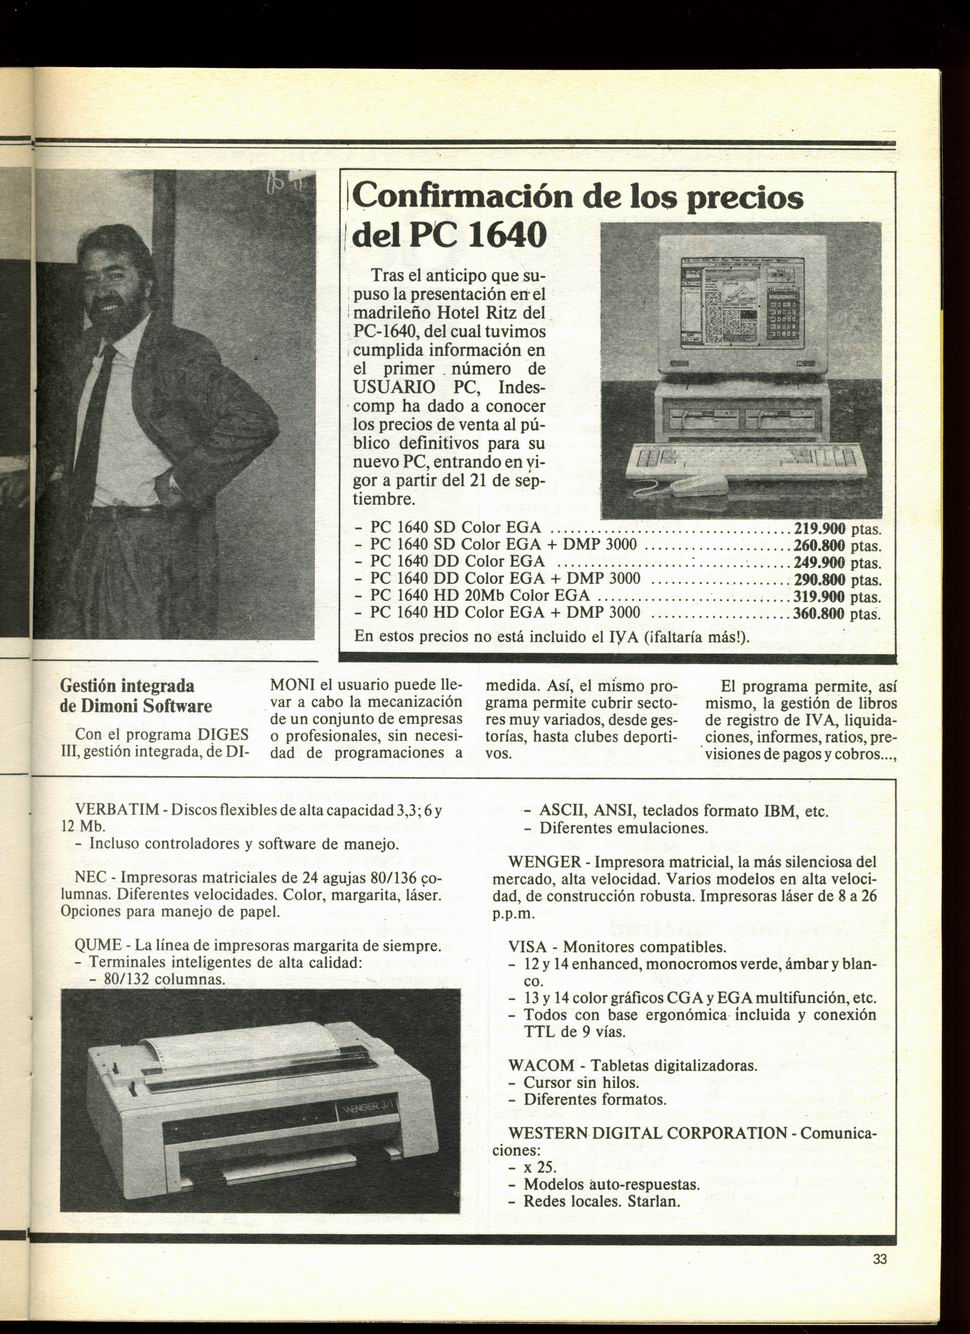 Confirmación de los precios
del PC 1640
Tras el anticipo que su-
puso la presentación en el
madrileño Hotel Ritz del
PC-1640, del cual tuvimos
cumplida información en
el primer número de
USUARIO PC, Indes-
comp ha dado a conocer
los precios de venta al pú-
blico definitivos para su
nuevo PC, entrando en vi-
gor a partir del 21 de sep-
tiembre.
- PC 1640 SD Color EGA ............................ 219.900 ptas.
- PC 1640 SD Color EGA + DMP 3000 ................. 260.800 ptas.
- PC 1640 DD Color EGA ............................ 249.900 ptas.
- PC 1640 DD Color EGA + DMP 3000 ................. 290.800 ptas.
- PC 1640 HD 20Mb Color EGA ....................... 319.900 ptas.
- PC 1640 HD Color EGA + DMP 3000 ................. 360.800 ptas.
En estos precios no está incluido el IVA (¡faltaría más!).
Gestión integrada
de Dimoni Software
Con el programa DIGES
III, gestión integrada, de DI-
MONI el usuario puede lle-
var a cabo la mecanización
de un conjunto de empresas
o profesionales, sin necesi-
dad de programaciones a
medida. Así, el mismo pro-
grama permite cubrir secto-
res muy variados, desde ges-
torías, hasta clubes deporti-
vos.
El programa permite, así
mismo, la gestión de libros
de registro de IVA, liquida-
ciones, informes, ratios, pre-
visiones de pagos y cobros...,
VERBATIM - Discos flexibles de alta capacidad 3,3; 6 y
12 Mb.
- Incluso controladores y software de manejo.
NEC - Impresoras matriciales de 24 agujas 80/136 co-
lumnas. Diferentes velocidades. Color, margarita, láser.
Opciones para manejo de papel.
QUME - La línea de impresoras margarita de siempre.
- Terminales inteligentes de alta calidad:
- 80/132 columnas.
WENGER 3/1
- ASCII, ANSI, teclados formato IBM, etc.
- Diferentes emulaciones.
WENGER - Impresora matricial, la más silenciosa del
mercado, alta velocidad. Varios modelos en alta veloci-
dad, de construcción robusta. Impresoras láser de 8 a 26
p.p.m.
VISA - Monitores compatibles.
- 12 y 14 enhanced, monocromos verde, ámbar y blan-
co.
- 13 y 14 color gráficos CGA y EGA multifunción, etc.
- Todos con base ergonómica incluida y conexión
TTL de 9 vías.
WACOM - Tabletas digitalizadoras.
- Cursor sin hilos.
- Diferentes formatos.
WESTERN DIGITAL CORPORATION - Comunica-
ciones:
- x 25.
- Modelos auto-respuestas.
- Redes locales. Starlan.
33